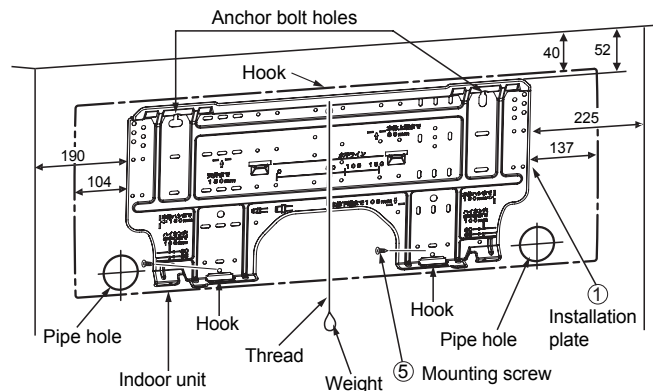 Anchor bolt holes
40
52
Hook
225
190
137
104
Pipe hole
Hook
Hook
Pipe hole
① Installation plate
Indoor unit
Thread
Weight
⑤ Mounting screw